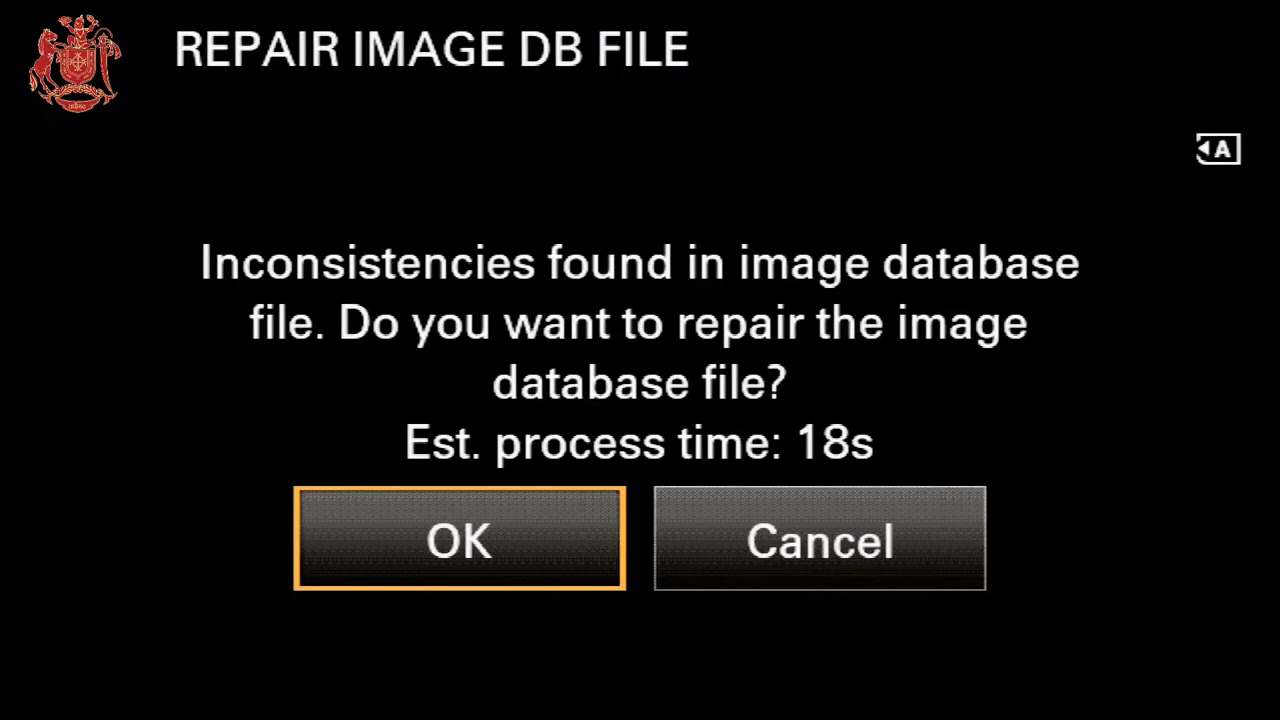 REPAIR IMAGE DB FILE
A
Inconsistencies found in image database
file. Do you want to repair the image
database file?
Est. process time: 18s
OK
Cancel